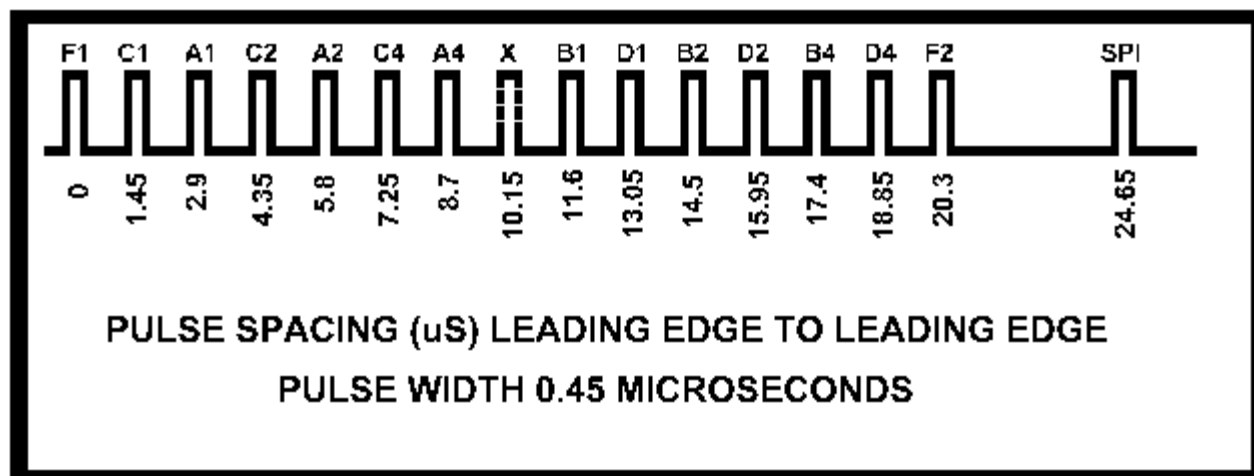 F1 C1 A1 C2 A2 C4 A4 X B1 D1 B2 D2 B4 D4 F2 SPI
0 1.45 2.9 4.35 5.8 7.25 8.7 10.15 11.6 13.05 14.5 15.95 17.4 18.85 20.3 24.65
PULSE SPACING (uS) LEADING EDGE TO LEADING EDGE
PULSE WIDTH 0.45 MICROSECONDS